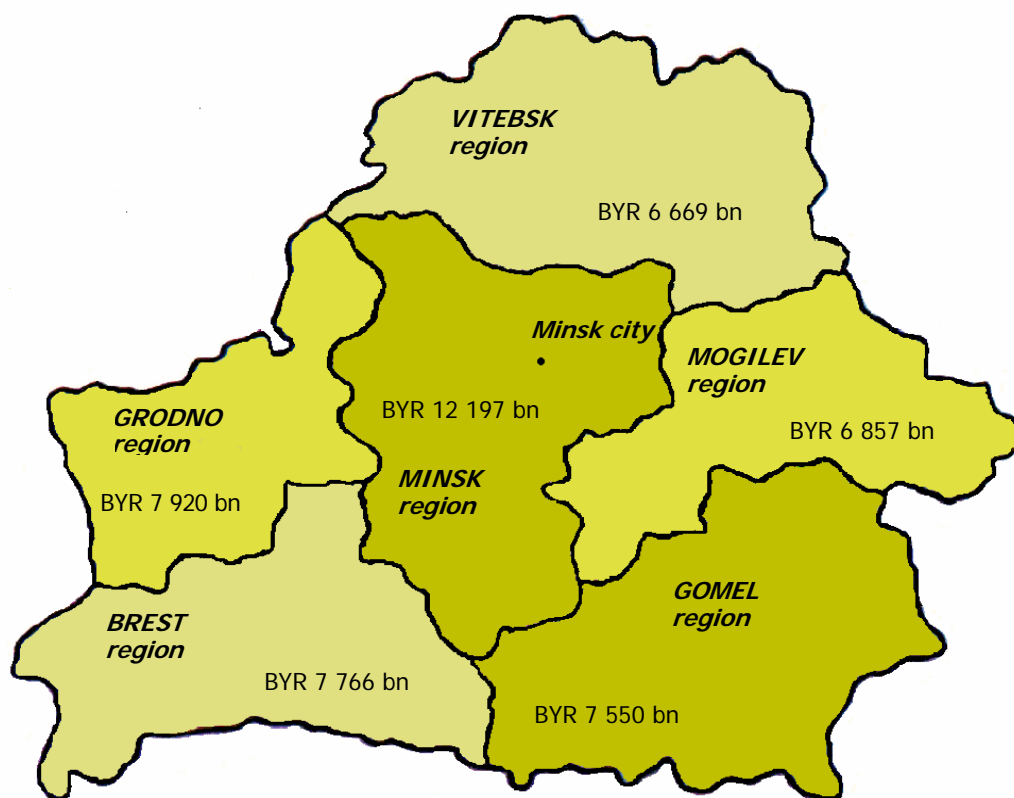 VITEBSK
region
BYR 6 669 bn
Minsk city
MOGILEV
region
BYR 12 197 bn
GRODNO
region
BYR 6 857 bn
MINSK
region
BYR 7 920 bn
GOMEL
region
BREST
region
BYR 7 766 bn
BYR 7 550 bn